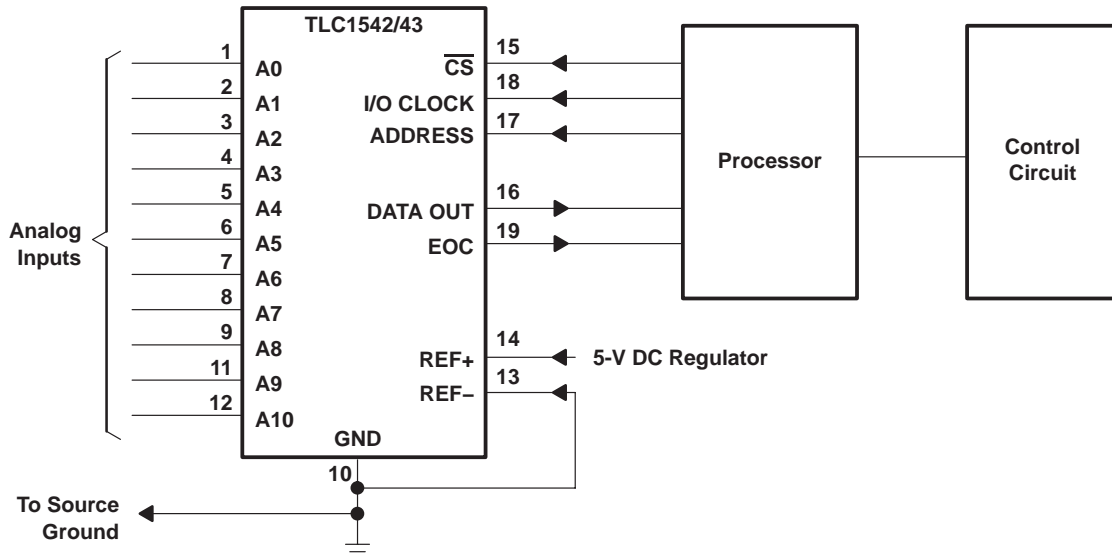 TLC1542/43
Analog
Inputs
1
A0
2
A1
3
A2
4
A3
5
A4
6
A5
7
A6
8
A7
9
A8
11
A9
12
A10
15
CS
18
I/O CLOCK
17
ADDRESS
16
DATA OUT
19
EOC
14
REF+
5-V DC Regulator
13
REF–
GND
10
To Source
Ground
Processor
Control
Circuit